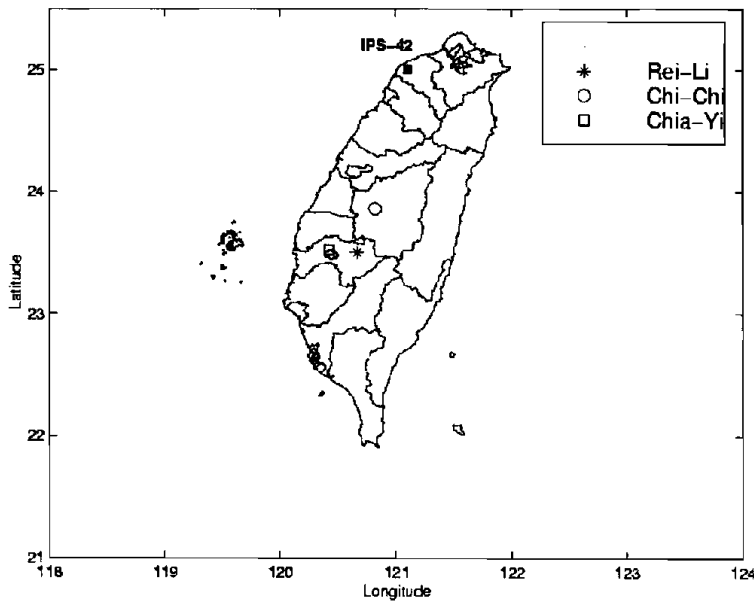 IPS-42
Rei-Li
Chi-Chi
Chia-Yi
25
24
23
22
21
Latitude
118
119
120
121
122
123
124
Longitude